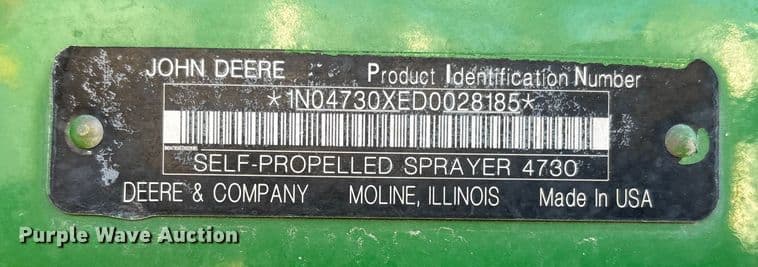 JOHN DEERE Product Identification Number
*1N04730XED0028185*
SELF-PROPELLED SPRAYER 4730
DEERE & COMPANY MOLINE, ILLINOIS Made In USA
Purple Wave Auction